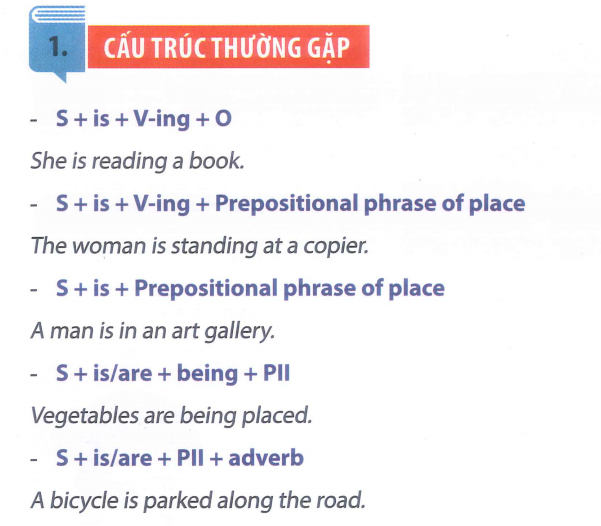 1.
CẤU TRÚC THƯỜNG GẶP
- S + is + V-ing + O
She is reading a book.
- S + is + V-ing + Prepositional phrase of place
The woman is standing at a copier.
- S + is + Prepositional phrase of place
A man is in an art gallery.
- S + is/are + being + PII
Vegetables are being placed.
- S + is/are + PII + adverb
A bicycle is parked along the road.